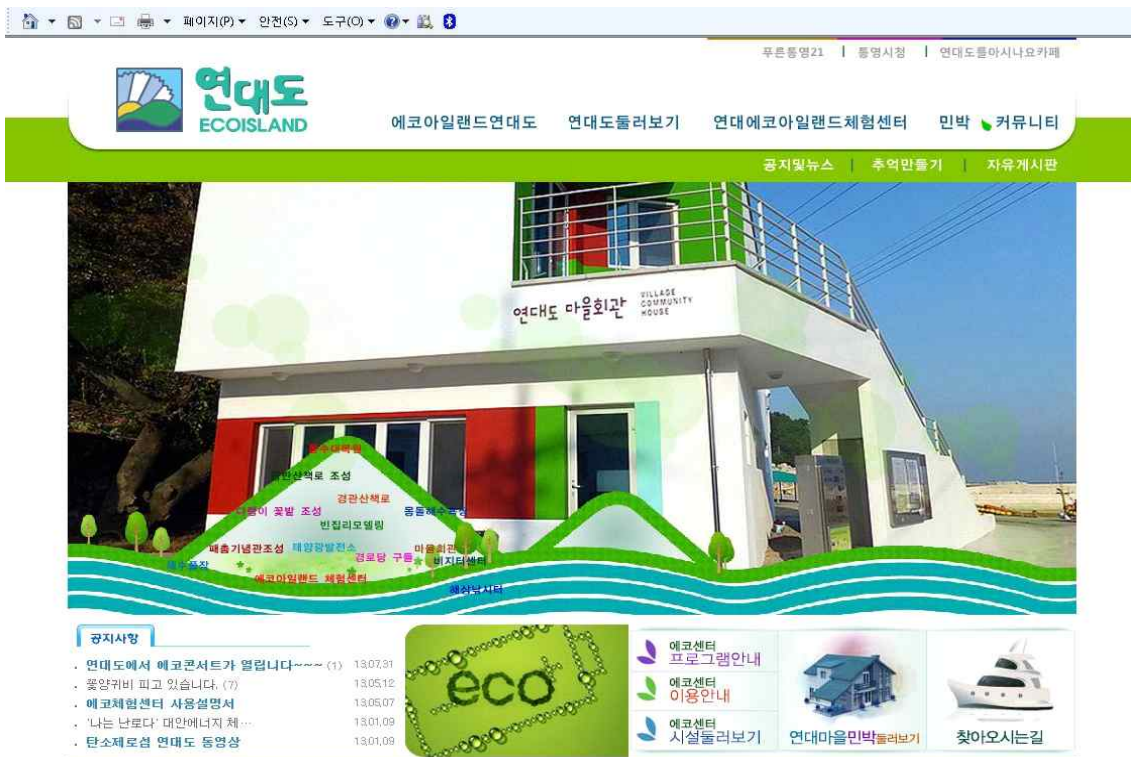 페이지(P)
안전(S)
도구(O)
푸른통영21 | 통영시청 | 연대도를아시나요카페
연대도
ECOISLAND
에코아일랜드연대도 연대도둘러보기 연대에코아일랜드체험센터 민박 커뮤니티
공지및뉴스 | 추억만들기 | 자유게시판
연대도 마을회관
VILLAGE
COMMUNITY
HOUSE
조성
경관산책로
꽃밭 조성
몽돌해수욕장
빈집리모델링
패총기념관조성 태양광발전소
마을회관
경로당 구들
비지터센터
에코아일랜드 체험센터
해상낚시터
공지사항
. 연대도에서 에코콘서트가 열립니다~~~ (1) 13,07,31
. 꽃양귀비 피고 있습니다. (7) 13,05,12
. 에코체험센터 사용설명서 13,05,07
. '나는 난로다' 대안에너지 체… 13,01,09
. 탄소제로섬 연대도 동영상 13,01,09
eco
에코센터
프로그램안내
에코센터
이용안내
에코센터
시설둘러보기
연대마을민박둘러보기
찾아오시는길